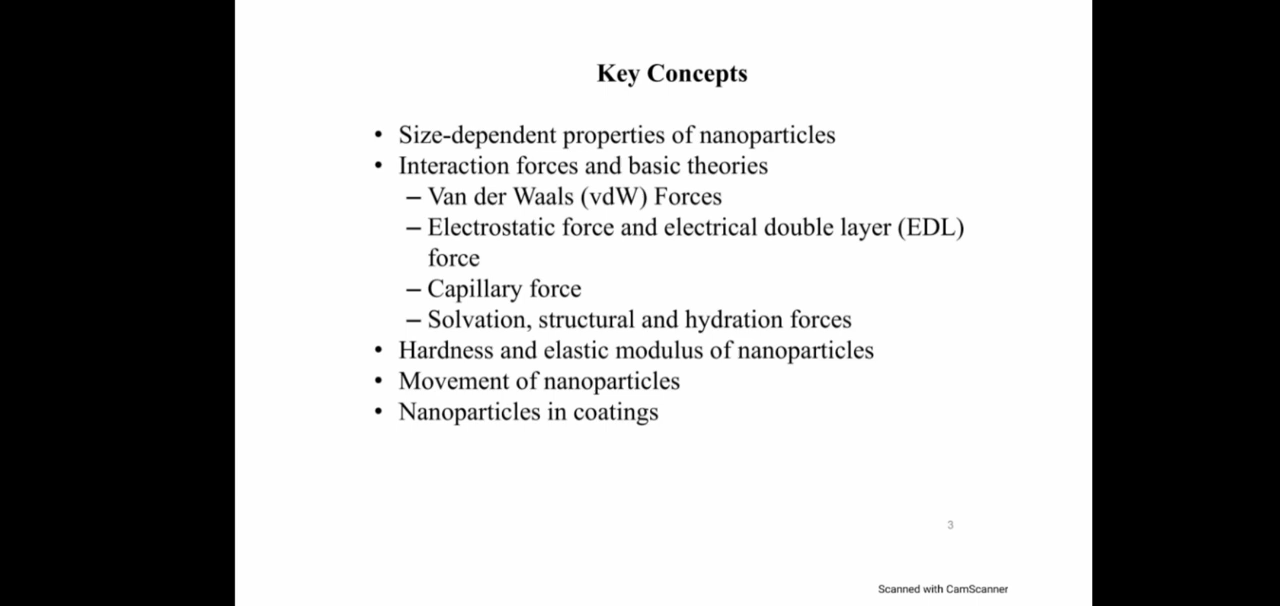 Key Concepts
• Size-dependent properties of nanoparticles
• Interaction forces and basic theories
– Van der Waals (vdW) Forces
– Electrostatic force and electrical double layer (EDL)
force
– Capillary force
– Solvation, structural and hydration forces
• Hardness and elastic modulus of nanoparticles
• Movement of nanoparticles
• Nanoparticles in coatings
3
Scanned with CamScanner